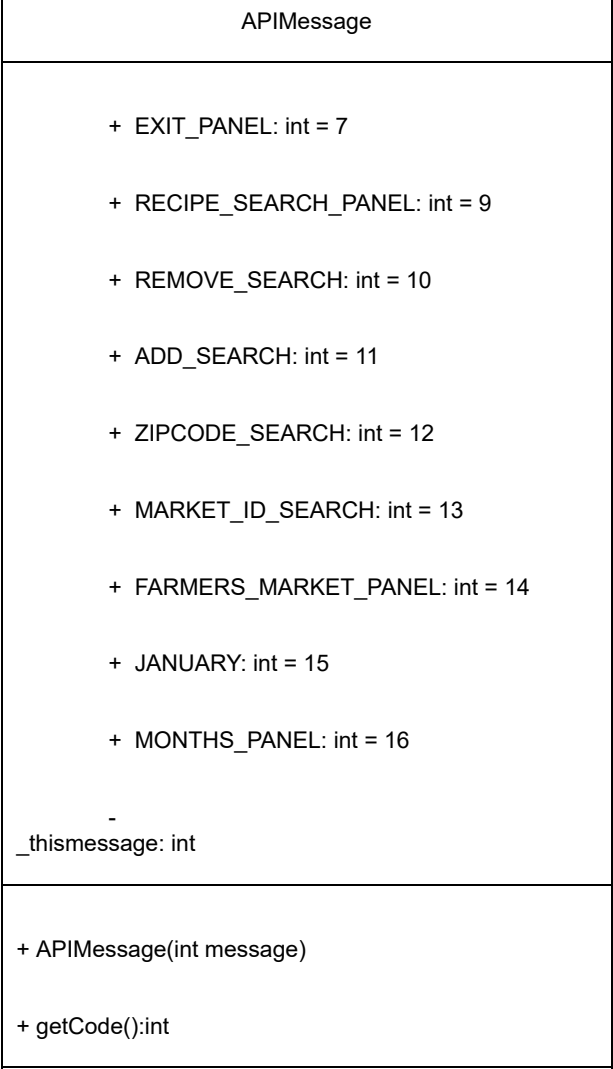 APIMessage
+ EXIT_PANEL: int = 7
+ RECIPE_SEARCH_PANEL: int = 9
+ REMOVE_SEARCH: int = 10
+ ADD_SEARCH: int = 11
+ ZIPCODE_SEARCH: int = 12
+ MARKET_ID_SEARCH: int = 13
+ FARMERS_MARKET_PANEL: int = 14
+ JANUARY: int = 15
+ MONTHS_PANEL: int = 16
-
_thismessage: int
+ APIMessage(int message)
+ getCode():int